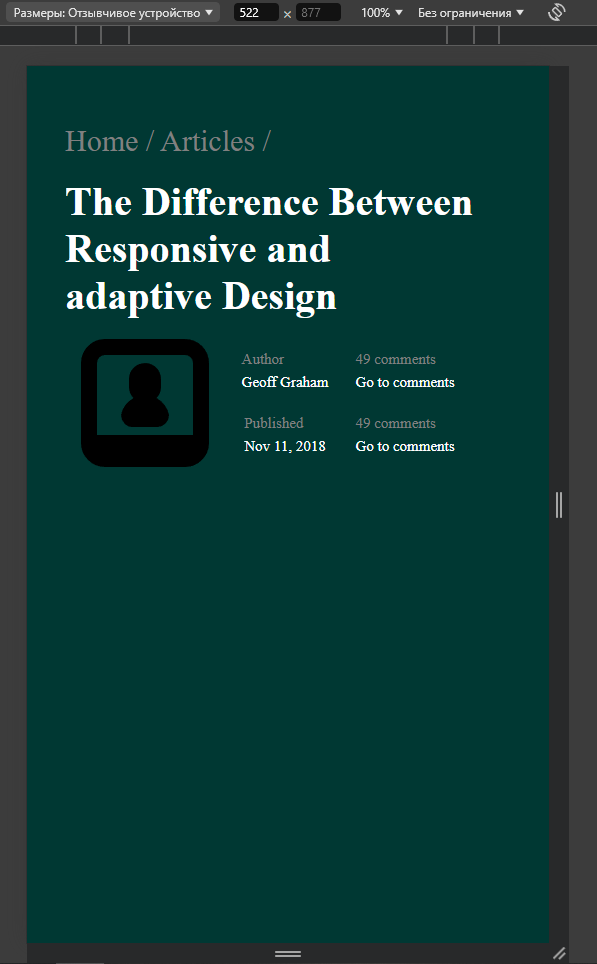 Размеры: Отзывчивое устройство ▼ 522 × 877 100% ▼ Без ограничения ▼
Home / Articles /
The Difference Between
Responsive and
adaptive Design
Author 49 comments
Geoff Graham Go to comments
Published 49 comments
Nov 11, 2018 Go to comments